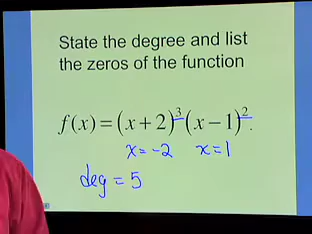 State the degree and list
the zeros of the function
f(x)=(x+2)³(x−1)².
x=-2 x=1
deg = 5